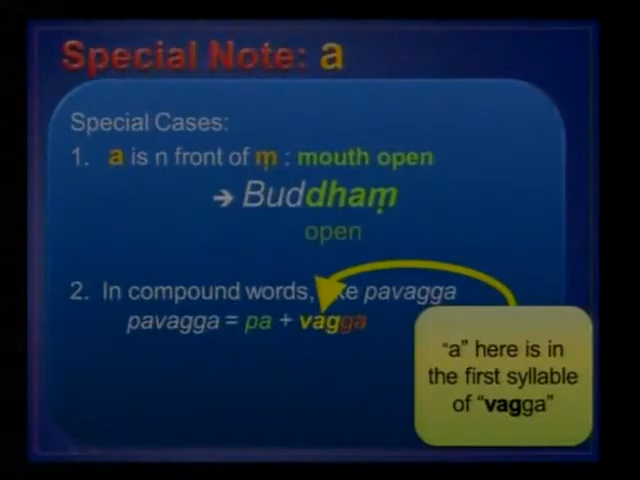 Special Note: a
Special Cases:
1. a is n front of ṃ : mouth open
➔ Buddhaṃ
open
2. In compound words, ke pavagga
pavagga = pa + vagga
"a" here is in
the first syllable
of "vagga"